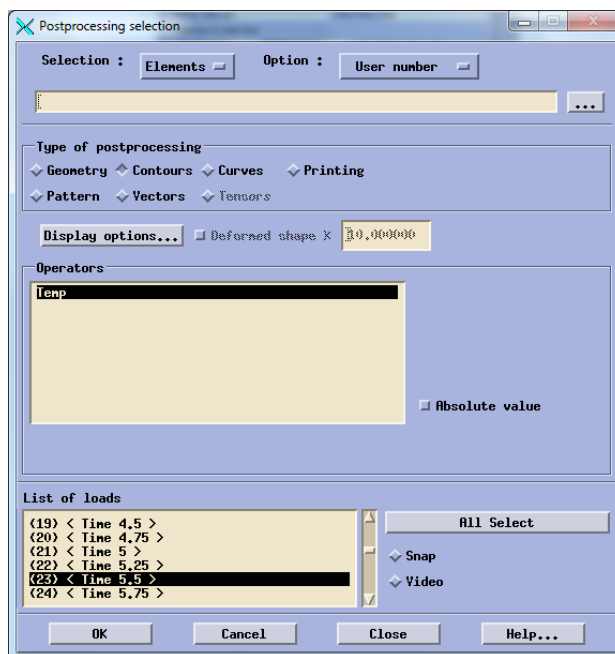 Postprocessing selection
Selection : Elements Option : User number
...
Type of postprocessing
Geometry Contours Curves Printing
Pattern Vectors Tensors
Display options... Deformed shape X 10.000000
Operators
Temp
Absolute value
List of loads
(19) < Time 4.5 >
(20) < Time 4.75 >
(21) < Time 5 >
(22) < Time 5.25 >
(23) < Time 5.5 >
(24) < Time 5.75 >
All Select
Snap
Video
OK Cancel Close Help...